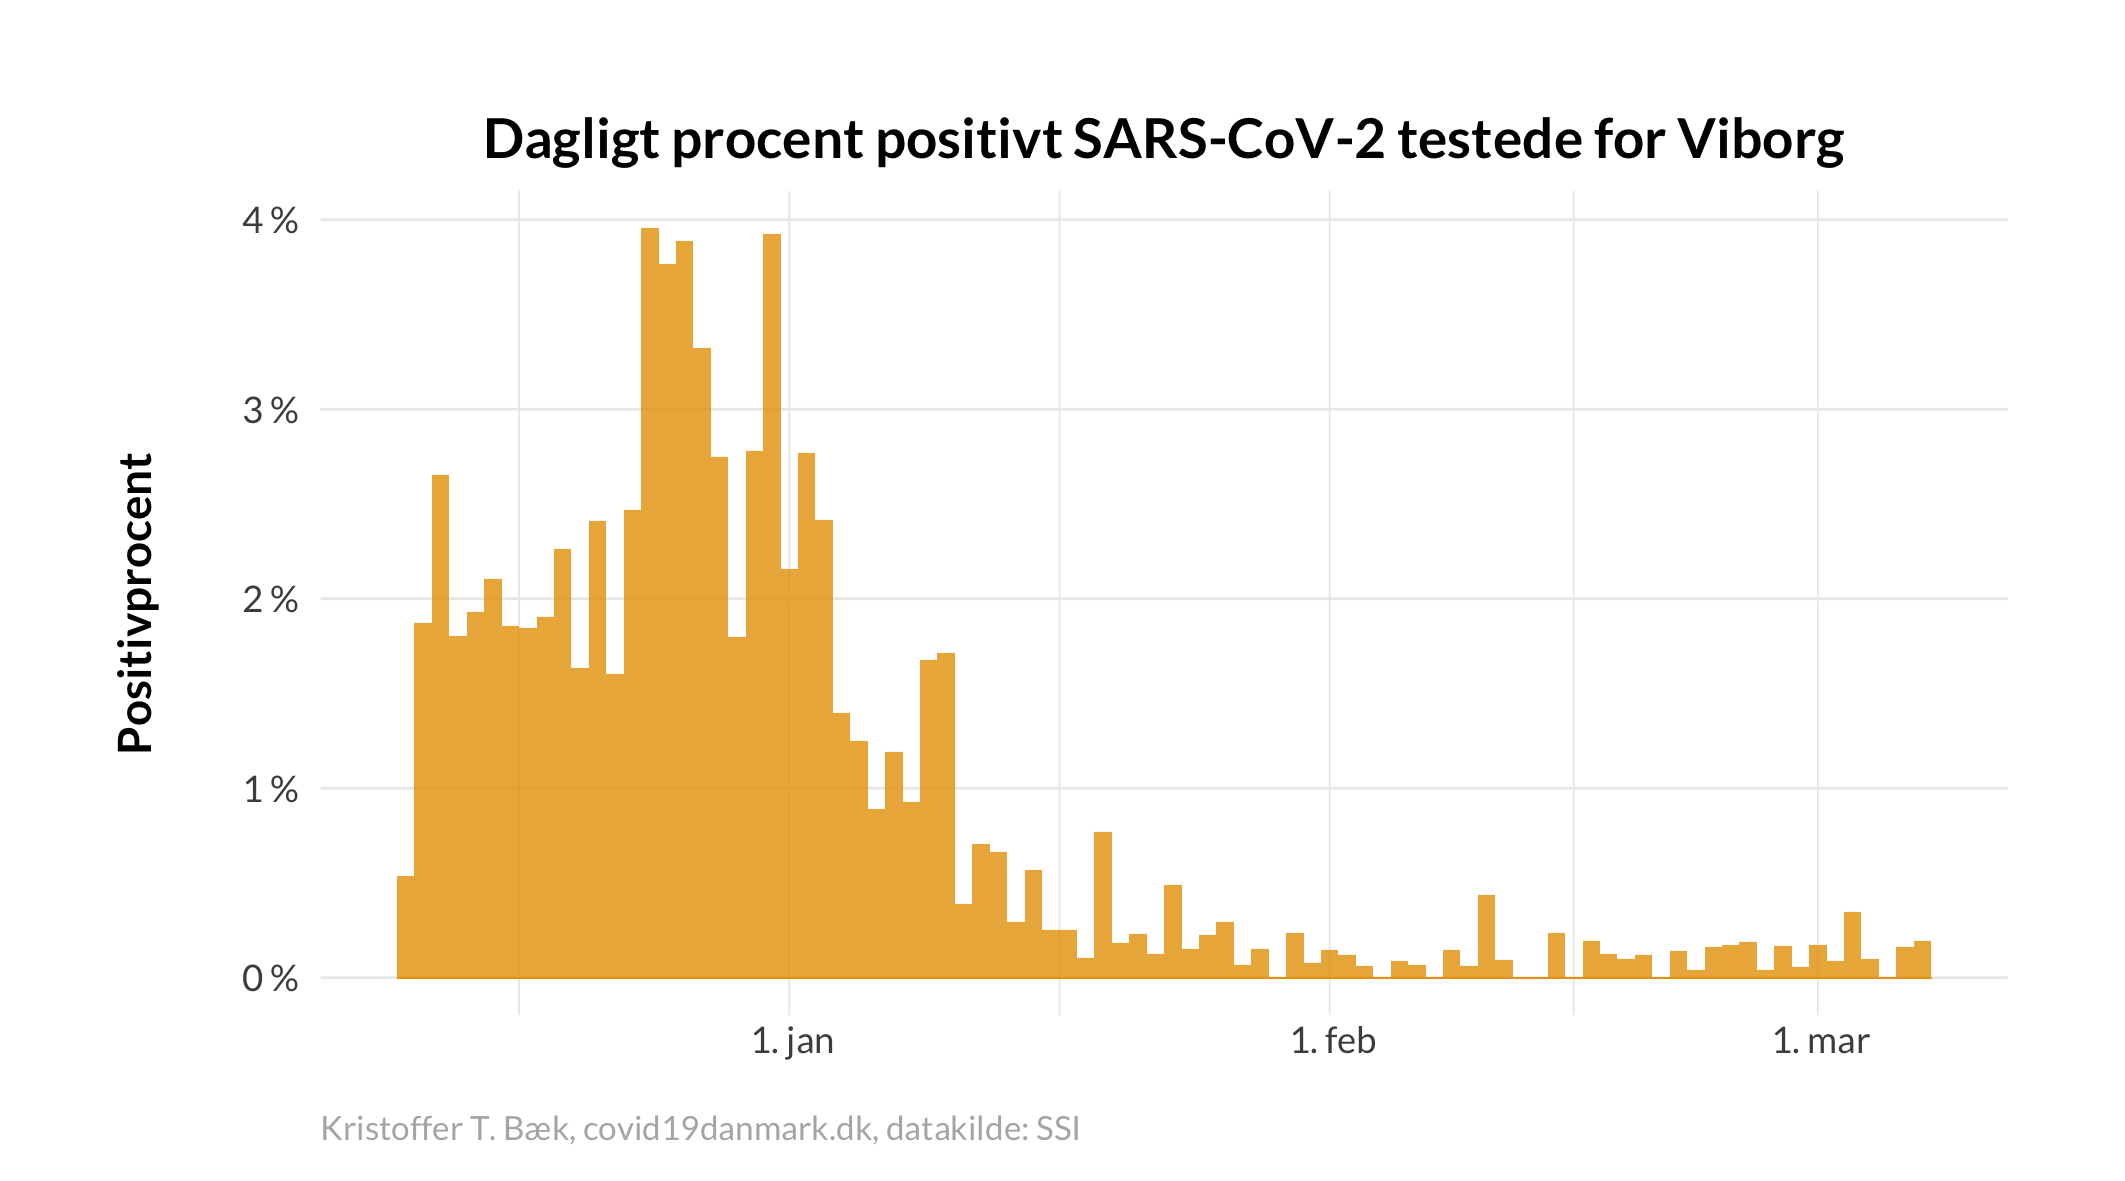 Dagligt procent positivt SARS-CoV-2 testede for Viborg
Positivprocent
4 %
3 %
2 %
1 %
0 %
1. jan
1. feb
1. mar
Kristoffer T. Bæk, covid19danmark.dk, datakilde: SSI